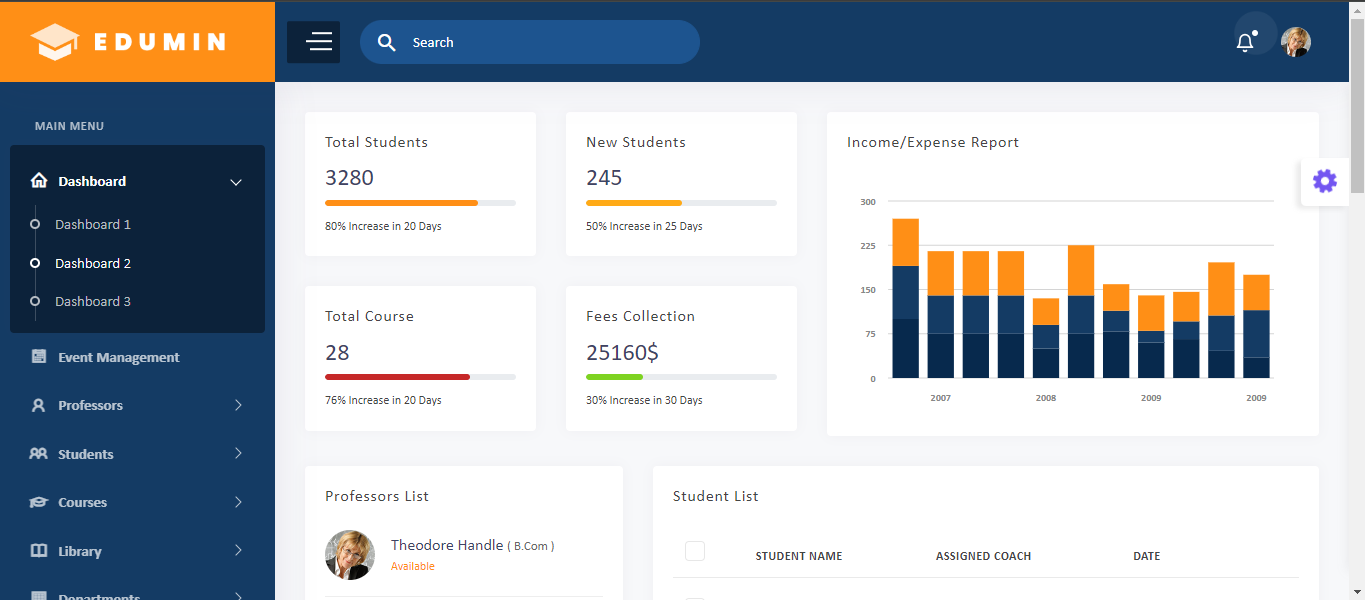 EDUMIN
Search
MAIN MENU
Dashboard
Dashboard 1
Dashboard 2
Dashboard 3
Event Management
Professors
Students
Courses
Library
Departments
Total Students
3280
80% Increase in 20 Days
New Students
245
50% Increase in 25 Days
Total Course
28
76% Increase in 20 Days
Fees Collection
25160$
30% Increase in 30 Days
Income/Expense Report
300
225
150
75
0
2007 2008 2009 2009
Professors List
Theodore Handle ( B.Com )
Available
Student List
STUDENT NAME ASSIGNED COACH DATE